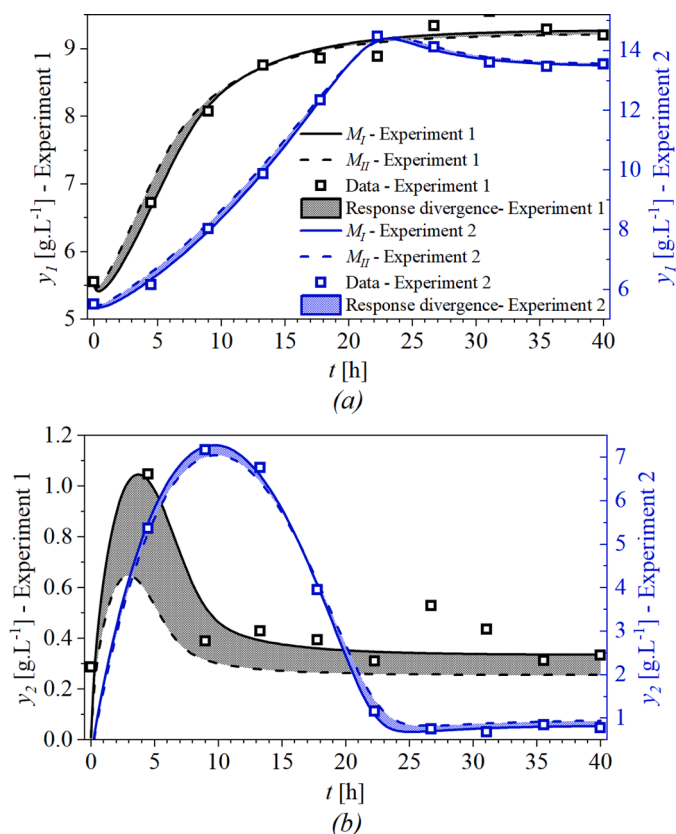 (a)
9
8
7
6
5
y1 [g.L-1] - Experiment 1
14
12
10
8
6
y1 [g.L-1] - Experiment 2
MI - Experiment 1
MII - Experiment 1
Data - Experiment 1
Response divergence- Experiment 1
MI - Experiment 2
MII - Experiment 2
Data - Experiment 2
Response divergence- Experiment 2
0 5 10 15 20 25 30 35 40
t [h]
(a)
1.2
1.0
0.8
0.6
0.4
0.2
0.0
y2 [g.L-1] - Experiment 1
7
6
5
4
3
2
1
y2 [g.L-1] - Experiment 2
0 5 10 15 20 25 30 35 40
t [h]
(b)